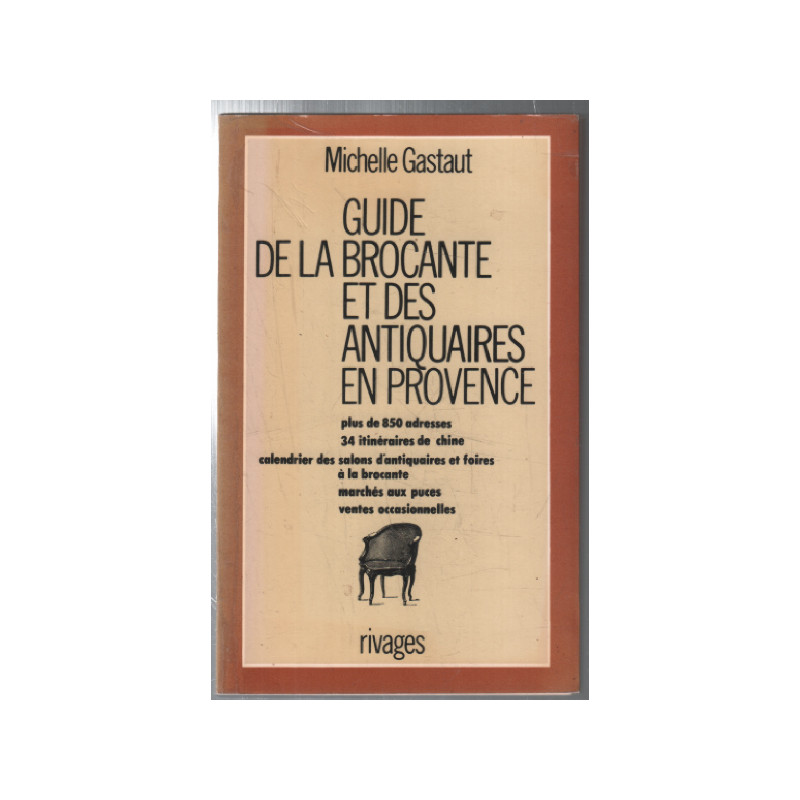 Michelle Gastaut
GUIDE
DE LA BROCANTE
ET DES
ANTIQUAIRES
EN PROVENCE
plus de 850 adresses
34 itinéraires de chine
calendrier des salons d'antiquaires et foires
à la brocante
marchés aux puces
ventes occasionnelles
rivages